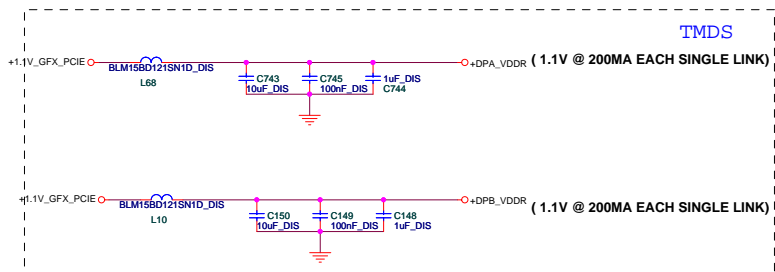 TMDS
+1.1V_GFX_PCIE
BLM15BD121SN1D_DIS
L68
C743
10uF_DIS
C745
100nF_DIS
1uF_DIS
C744
+DPA_VDDR
( 1.1V @ 200MA EACH SINGLE LINK)
+1.1V_GFX_PCIE
BLM15BD121SN1D_DIS
L10
C150
10uF_DIS
C149
100nF_DIS
C148
1uF_DIS
+DPB_VDDR
( 1.1V @ 200MA EACH SINGLE LINK)